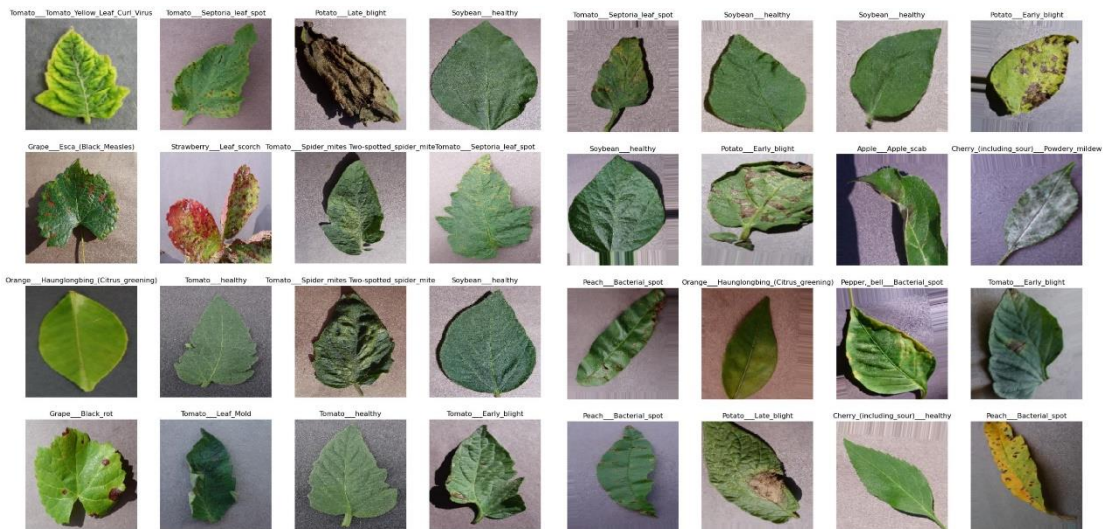 Tomato___Tomato_Yellow_Leaf_Curl_Virus
Tomato___Septoria_leaf_spot
Potato___Late_blight
Soybean___healthy
Tomato___Septoria_leaf_spot
Soybean___healthy
Soybean___healthy
Potato___Early_blight
Grape___Esca_(Black_Measles)
Strawberry___Leaf_scorch
Tomato___Spider_mites Two-spotted_spider_mite
Tomato___Septoria_leaf_spot
Soybean___healthy
Potato___Early_blight
Apple___Apple_scab
Cherry_(including_sour)___Powdery_mildew
Orange___Haunglongbing_(Citrus_greening)
Tomato___healthy
Tomato___Spider_mites Two-spotted_spider_mite
Soybean___healthy
Peach___Bacterial_spot
Orange___Haunglongbing_(Citrus_greening)
Pepper,_bell___Bacterial_spot
Tomato___Early_blight
Grape___Black_rot
Tomato___Leaf_Mold
Tomato___healthy
Tomato___Early_blight
Peach___Bacterial_spot
Potato___Late_blight
Cherry_(including_sour)___healthy
Peach___Bacterial_spot